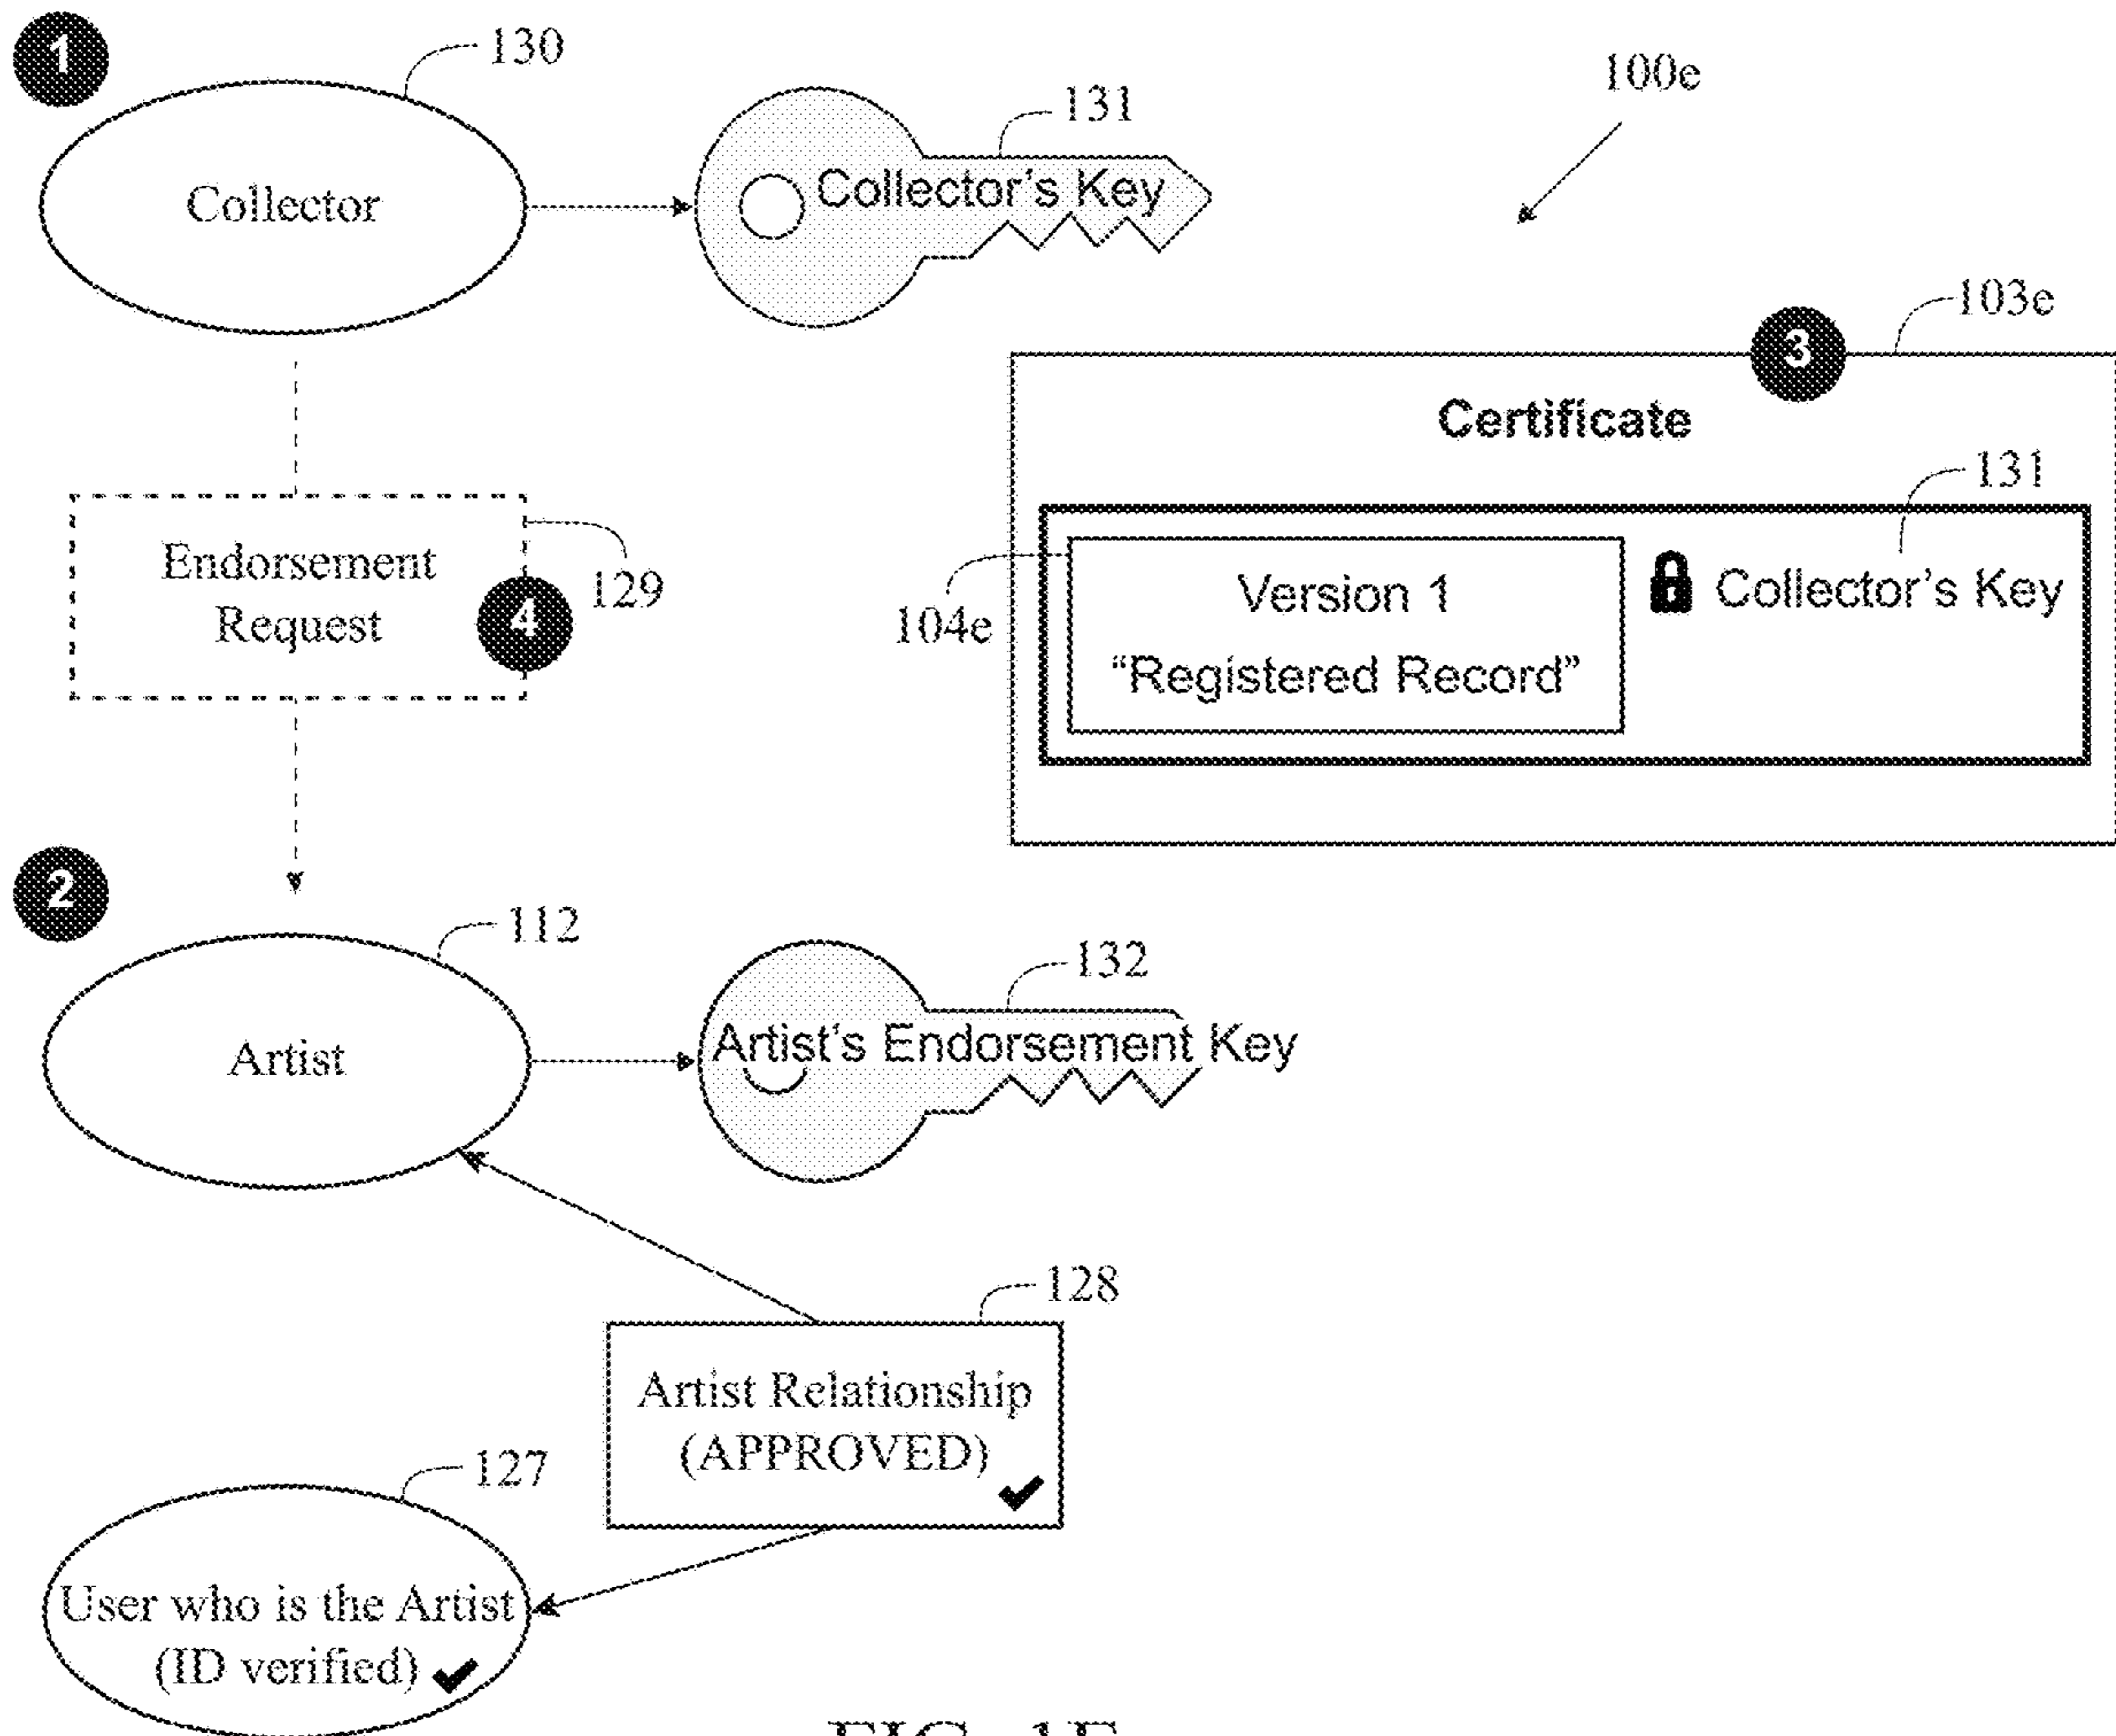 1
130
131
100e
Collector
Collector's Key
103e
3
Certificate
131
Endorsement
Request
129
4
104e
Version 1
"Registered Record"
Collector's Key
2
112
132
Artist
Artist's Endorsement Key
128
Artist Relationship
(APPROVED)
127
User who is the Artist
(ID verified)
FIG. 1E